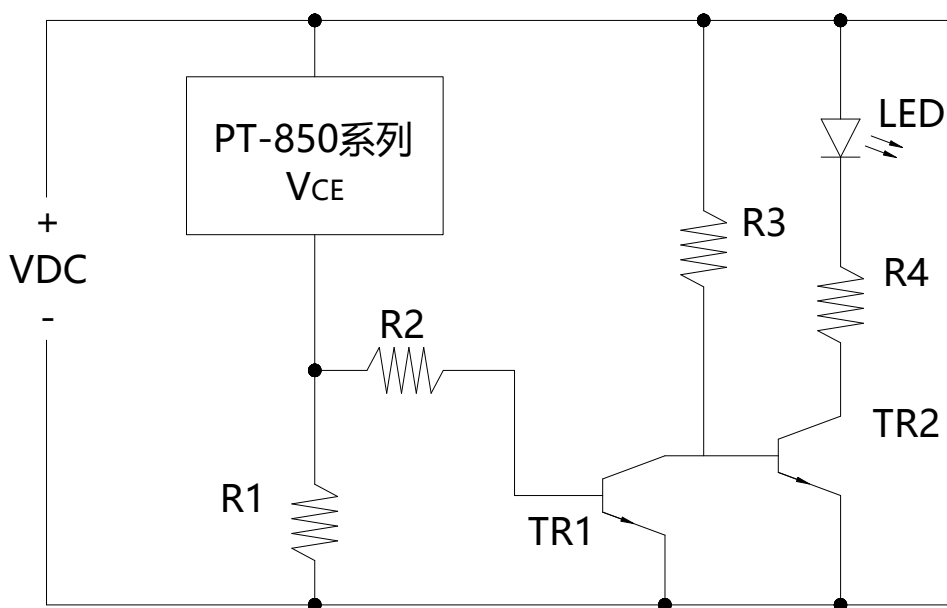 LED
PT-850系列
VCE
R3
+
VDC
-
R4
R2
TR2
R1
TR1